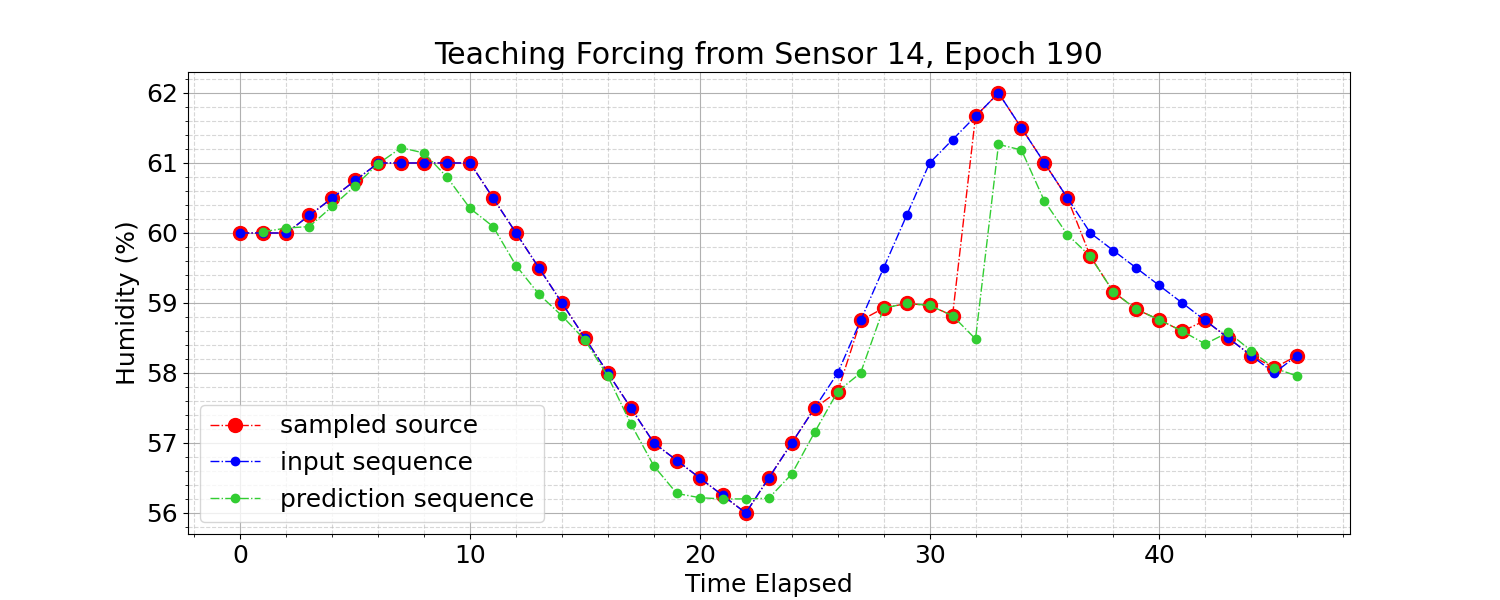 Teaching Forcing from Sensor 14, Epoch 190
Humidity (%)
62
61
60
59
58
57
56
sampled source
input sequence
prediction sequence
0 10 20 30 40
Time Elapsed